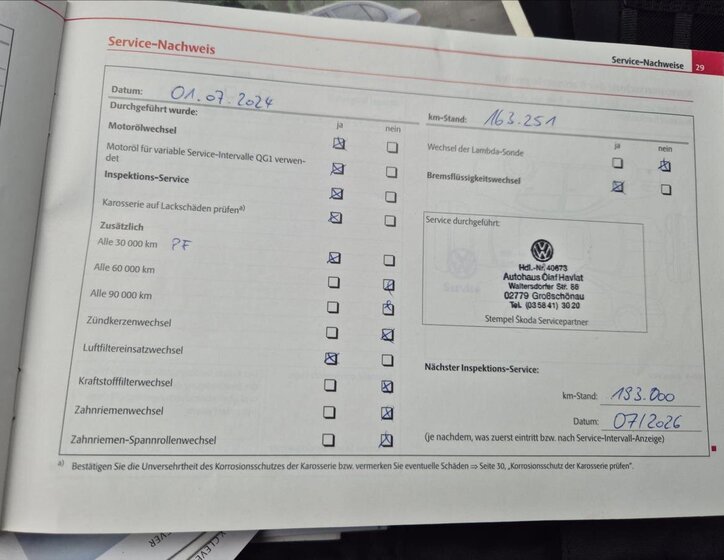 Service-Nachweis
Service-Nachweise 29
Datum: 01.07.2024
Durchgeführt wurde:
ja nein
Motorölwechsel
Motoröl für variable Service-Intervalle QG1 verwen-
det
Inspektions-Service
Karosserie auf Lackschäden prüfen a)
Zusätzlich
Alle 30 000 km PF
Alle 60 000 km
Alle 90 000 km
Zündkerzenwechsel
Luftfiltereinsatzwechsel
Kraftstofffilterwechsel
Zahnriemenwechsel
Zahnriemen-Spannrollenwechsel
km-Stand: 163.251
ja nein
Wechsel der Lambda-Sonde
Bremsflüssigkeitswechsel
Service durchgeführt:
Hdl.-Nr. 40673
Autohaus Olaf Havlat
Waltersdorfer Str. 88
02779 Großschönau
Tel. (03 58 41) 30 20
Stempel Škoda Servicepartner
Nächster Inspektions-Service:
km-Stand: 193.000
Datum: 07/2026
(je nachdem, was zuerst eintritt bzw. nach Service-Intervall-Anzeige)
a) Bestätigen Sie die Unversehrtheit des Korrosionsschutzes der Karosserie bzw. vermerken Sie eventuelle Schäden ⇒ Seite 30, „Korrosionsschutz der Karosserie prüfen“.